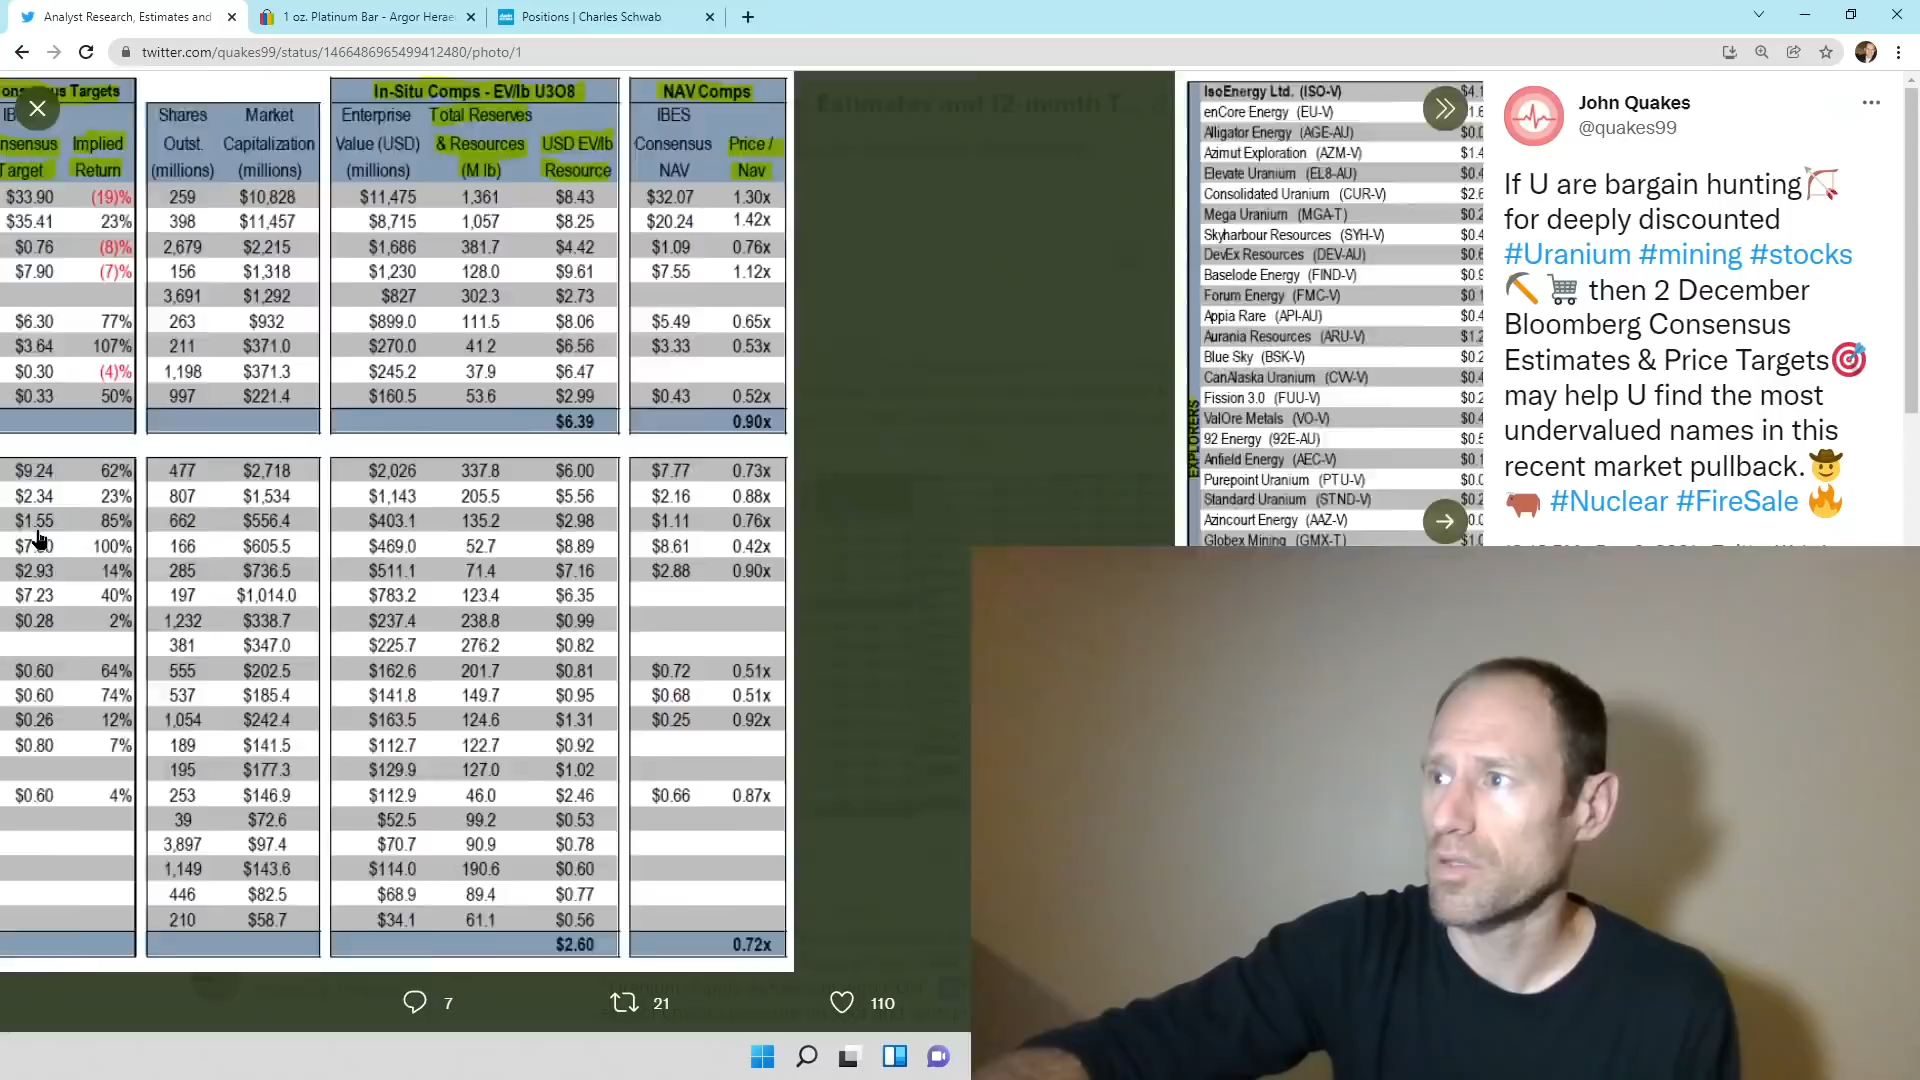 Analyst Research, Estimates and
1 oz. Platinum Bar - Argor Herae
Positions | Charles Schwab
twitter.com/quakes99/status/1466486965499412480/photo/1
Targets
In-Situ Comps - EV/lb U3O8
NAV Comps
Shares Market Enterprise Total Reserves IBES
Implied Outst. Capitalization Value (USD) & Resources USD EV/lb Consensus Price /
Target Return (millions) (millions) (millions) (M lb) Resource NAV Nav
$33.90 (19)% 259 $10,828 $11,475 1,361 $8.43 $32.07 1.30x
$35.41 23% 398 $11,457 $8,715 1,057 $8.25 $20.24 1.42x
$0.76 (8)% 2,679 $2,215 $1,686 381.7 $4.42 $1.09 0.76x
$7.90 (7)% 156 $1,318 $1,230 128.0 $9.61 $7.55 1.12x
3,691 $1,292 $827 302.3 $2.73
$6.30 77% 263 $932 $899.0 111.5 $8.06 $5.49 0.65x
$3.64 107% 211 $371.0 $270.0 41.2 $6.56 $3.33 0.53x
$0.30 (4)% 1,198 $371.3 $245.2 37.9 $6.47
$0.33 50% 997 $221.4 $160.5 53.6 $2.99 $0.43 0.52x
$6.39 0.90x
$9.24 62% 477 $2,718 $2,026 337.8 $6.00 $7.77 0.73x
$2.34 23% 807 $1,534 $1,143 205.5 $5.56 $2.16 0.88x
$1.55 85% 662 $556.4 $403.1 135.2 $2.98 $1.11 0.76x
100% 166 $605.5 $469.0 52.7 $8.89 $8.61 0.42x
$2.93 14% 285 $736.5 $511.1 71.4 $7.16 $2.88 0.90x
$7.23 40% 197 $1,014.0 $783.2 123.4 $6.35
$0.28 2% 1,232 $338.7 $237.4 238.8 $0.99
381 $347.0 $225.7 276.2 $0.82
$0.60 64% 555 $202.5 $162.6 201.7 $0.81 $0.72 0.51x
$0.60 74% 537 $185.4 $141.8 149.7 $0.95 $0.68 0.51x
$0.26 12% 1,054 $242.4 $163.5 124.6 $1.31 $0.25 0.92x
$0.80 7% 189 $141.5 $112.7 122.7 $0.92
195 $177.3 $129.9 127.0 $1.02
$0.60 4% 253 $146.9 $112.9 46.0 $2.46 $0.66 0.87x
39 $72.6 $52.5 99.2 $0.53
3,897 $97.4 $70.7 90.9 $0.78
1,149 $143.6 $114.0 190.6 $0.60
446 $82.5 $68.9 89.4 $0.77
210 $58.7 $34.1 61.1 $0.56
$2.60 0.72x
7 21 110
EXPLORERS
IsoEnergy Ltd. (ISO-V)
enCore Energy (EU-V)
Alligator Energy (AGE-AU)
Azimut Exploration (AZM-V)
Elevate Uranium (EL8-AU)
Consolidated Uranium (CUR-V)
Mega Uranium (MGA-T)
Skyharbour Resources (SYH-V)
DevEx Resources (DEV-AU)
Baselode Energy (FIND-V)
Forum Energy (FMC-V)
Appia Rare (API-AU)
Aurania Resources (ARU-V)
Blue Sky (BSK-V)
CanAlaska Uranium (CVV-V)
Fission 3.0 (FUU-V)
ValOre Metals (VO-V)
92 Energy (92E-AU)
Anfield Energy (AEC-V)
Purepoint Uranium (PTU-V)
Standard Uranium (STND-V)
Azincourt Energy (AAZ-V)
Globex Mining (GMX-T)
John Quakes
@quakes99
If U are bargain hunting🏹
for deeply discounted
#Uranium #mining #stocks
⛏️🛒 then 2 December
Bloomberg Consensus
Estimates & Price Targets🎯
may help U find the most
undervalued names in this
recent market pullback.🤠
🐂 #Nuclear #FireSale 🔥